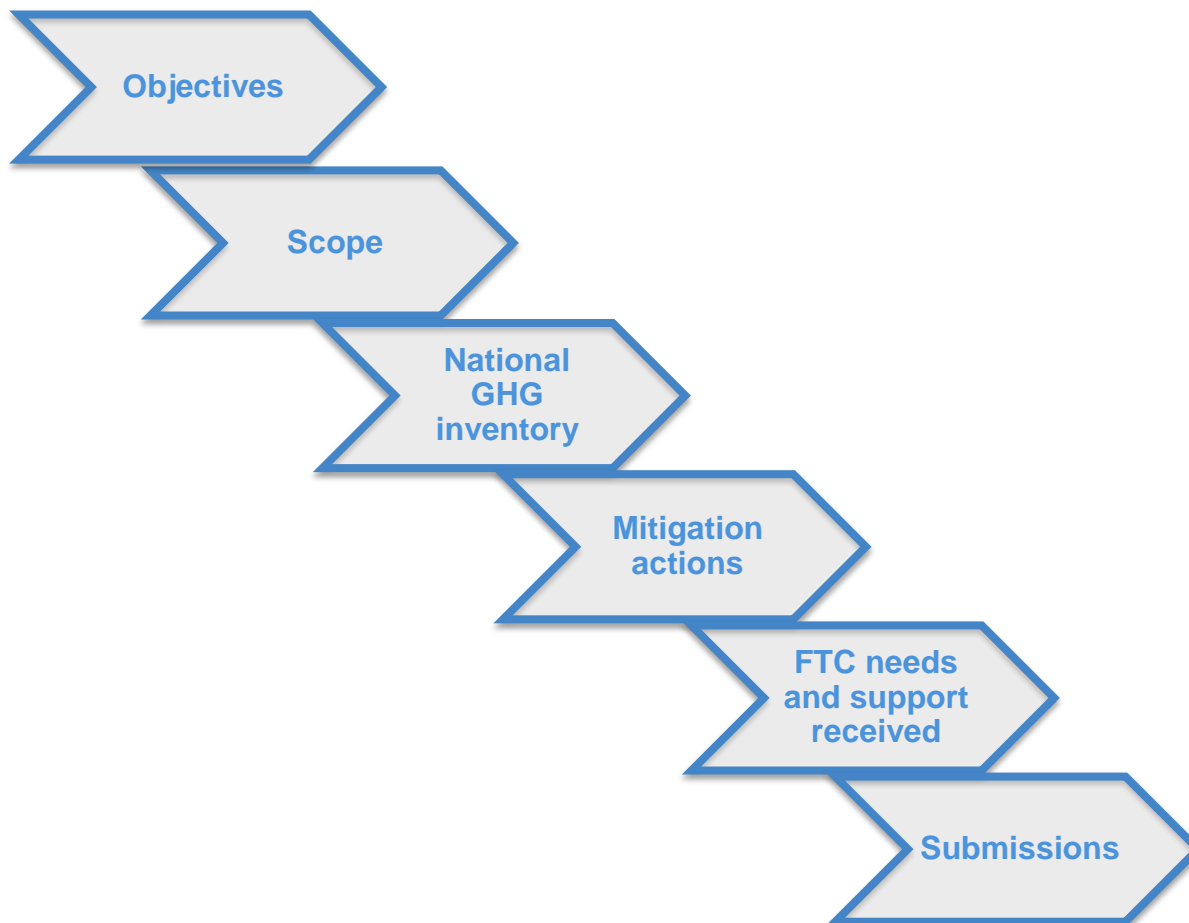 Objectives
Scope
National
GHG
inventory
Mitigation
actions
FTC needs
and support
received
Submissions